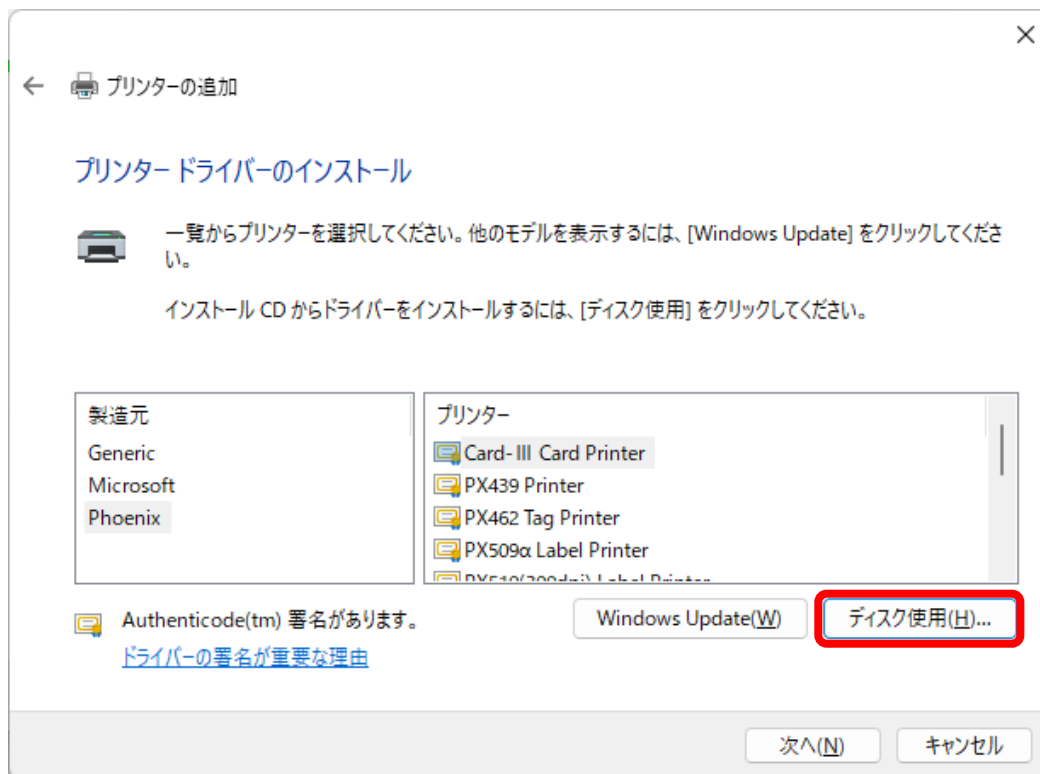 プリンターの追加
プリンター ドライバーのインストール
一覧からプリンターを選択してください。他のモデルを表示するには、[Windows Update] をクリックしてくださ
い。
インストール CD からドライバーをインストールするには、[ディスク使用] をクリックしてください。
製造元
Generic
Microsoft
Phoenix
プリンター
Card-Ⅲ Card Printer
PX439 Printer
PX462 Tag Printer
PX509α Label Printer
Label Printer
Authenticode(tm) 署名があります。
ドライバーの署名が重要な理由
Windows Update(W)
ディスク使用(H)...
次へ(N)
キャンセル